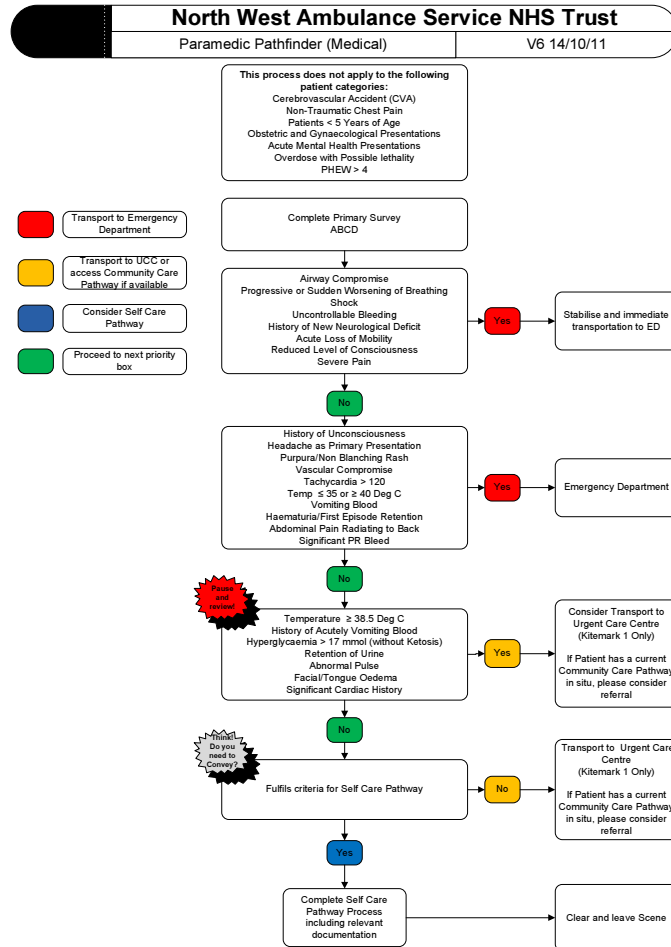 North West Ambulance Service NHS Trust
Paramedic Pathfinder (Medical)
V6 14/10/11
This process does not apply to the following
patient categories:
Cerebrovascular Accident (CVA)
Non-Traumatic Chest Pain
Patients < 5 Years of Age
Obstetric and Gynaecological Presentations
Acute Mental Health Presentations
Overdose with Possible lethality
PHEW > 4
Transport to Emergency
Department
Transport to UCC or
access Community Care
Pathway if available
Consider Self Care
Pathway
Proceed to next priority
box
Complete Primary Survey
ABCD
Airway Compromise
Progressive or Sudden Worsening of Breathing
Shock
Uncontrollable Bleeding
History of New Neurological Deficit
Acute Loss of Mobility
Reduced Level of Consciousness
Severe Pain
Yes
Stabilise and immediate
transportation to ED
No
History of Unconsciousness
Headache as Primary Presentation
Purpura/Non Blanching Rash
Vascular Compromise
Tachycardia > 120
Temp ≤ 35 or ≥ 40 Deg C
Vomiting Blood
Haematuria/First Episode Retention
Abdominal Pain Radiating to Back
Significant PR Bleed
Yes
Emergency Department
No
Pause
and
review!
Temperature ≥ 38.5 Deg C
History of Acutely Vomiting Blood
Hyperglycaemia > 17 mmol (without Ketosis)
Retention of Urine
Abnormal Pulse
Facial/Tongue Oedema
Significant Cardiac History
Yes
Consider Transport to
Urgent Care Centre
(Kitemark 1 Only)
If Patient has a current
Community Care Pathway
in situ, please consider
referral
No
Think!
Do you
need to
Convey?
Fulfils criteria for Self Care Pathway
No
Transport to Urgent Care
Centre
(Kitemark 1 Only)
If Patient has a current
Community Care Pathway
in situ, please consider
referral
Yes
Complete Self Care
Pathway Process
including relevant
documentation
Clear and leave Scene